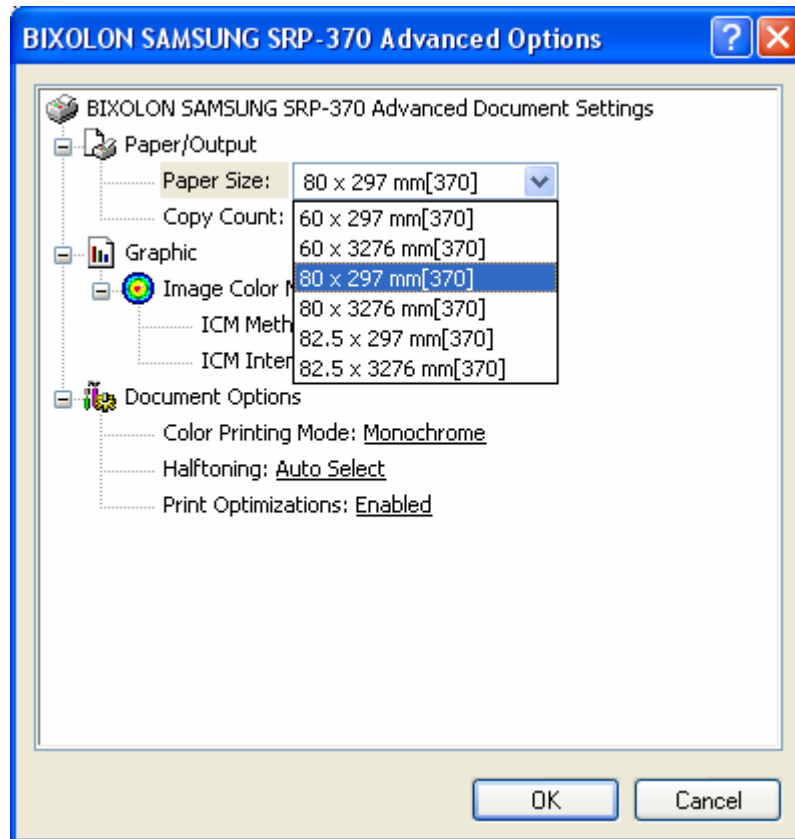 BIXOLON SAMSUNG SRP-370 Advanced Options
BIXOLON SAMSUNG SRP-370 Advanced Document Settings
Paper/Output
Paper Size: 80 x 297 mm[370]
Copy Count:
60 x 297 mm[370]
60 x 3276 mm[370]
80 x 297 mm[370]
80 x 3276 mm[370]
82.5 x 297 mm[370]
82.5 x 3276 mm[370]
Graphic
Image Color
ICM
ICM
Document Options
Color Printing Mode: Monochrome
Halftoning: Auto Select
Print Optimizations: Enabled
OK Cancel